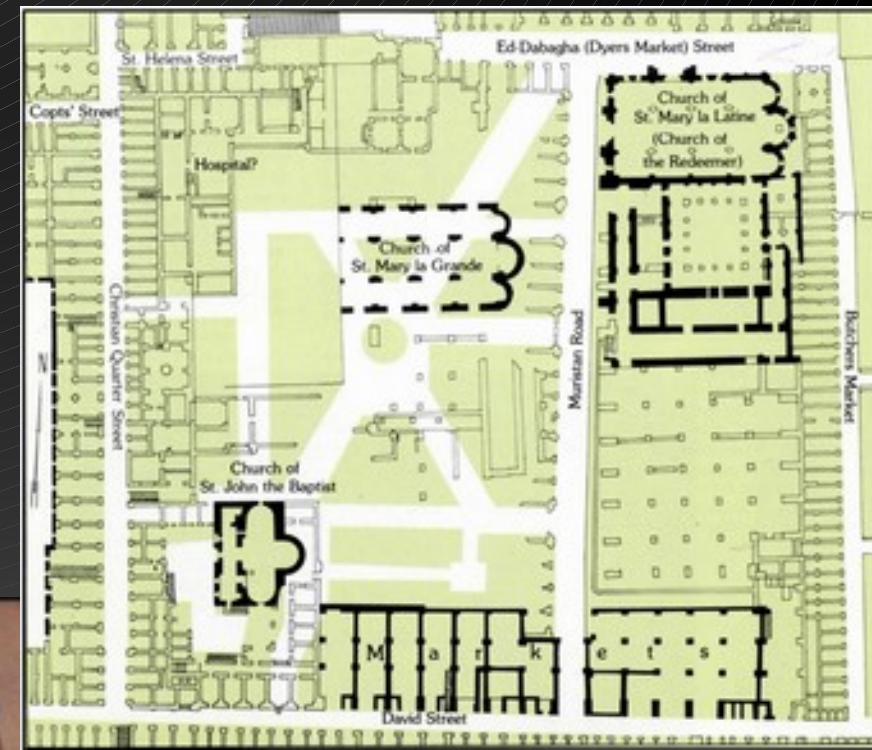 Ed-Dabagha (Dyers Market) Street
St. Helena Street
Copts' Street
Church of
St. Mary la Latine
(Church of
the Redeemer)
Hospital?
Church of
St. Mary la Grande
Christian Quarter Street
Muristan Road
Butchers Market
Church of
St. John the Baptist
M a r k e t s
David Street